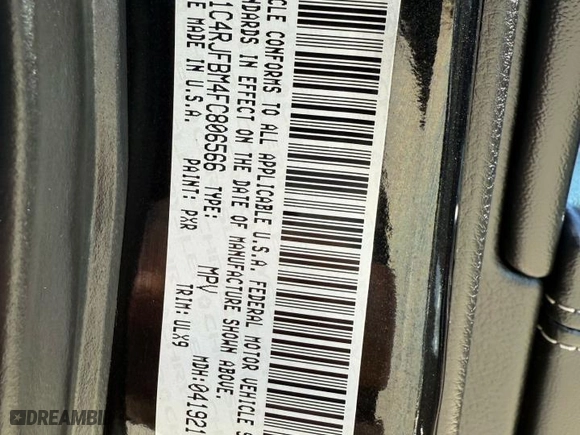 CLE CONFORMS TO ALL APPLICABLE U.S.A. FEDERAL MOTOR VEHICLE S
NDARDS IN EFFECT ON THE DATE OF MANUFACTURE SHOWN ABOVE.
1C4RJFBM4FC806566 TYPE: MPV MDH:041921
E MADE IN U.S.A. PAINT: PXR TRIM: ULX9
DREAMBID